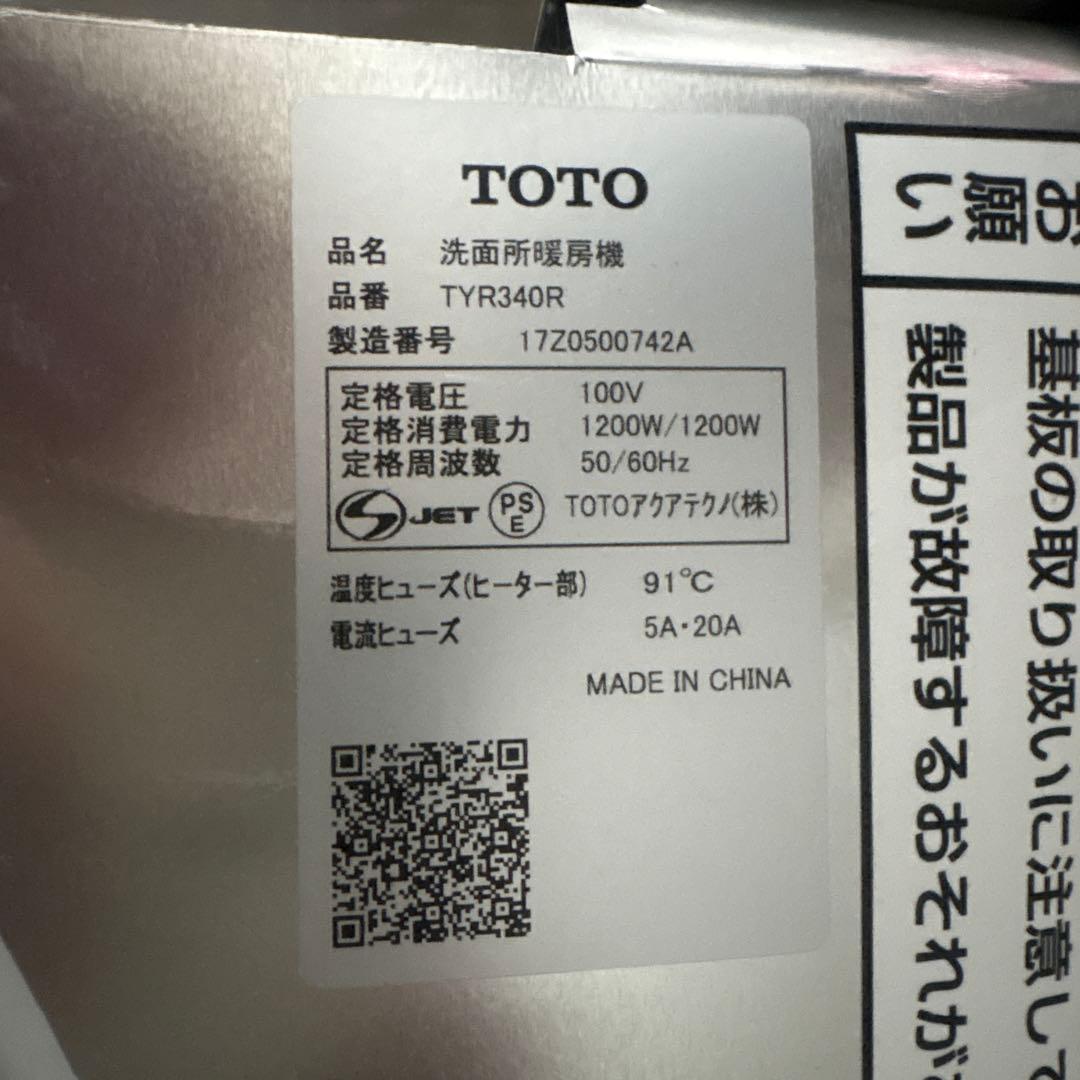 TOTO
品名 洗面所暖房機
品番 TYR340R
製造番号 17Z0500742A
定格電圧 100V
定格消費電力 1200W/1200W
定格周波数 50/60Hz
JET PSE TOTOアクアテクノ(株)
温度ヒューズ(ヒーター部) 91℃
電流ヒューズ 5A・20A
MADE IN CHINA
お願い
基板の取り扱いに注意して
製品が故障するおそれが